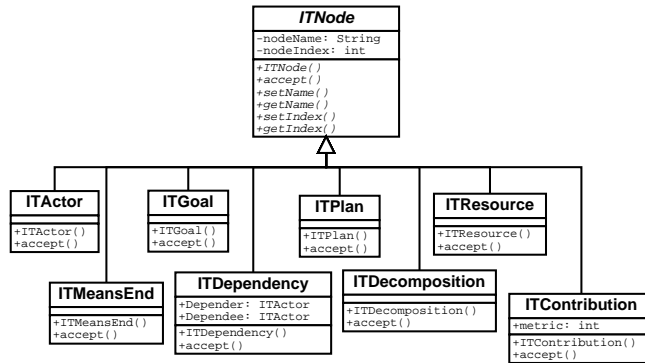 ITNode
-nodeName: String
-nodeIndex: int
+ITNode()
+accept()
+setName()
+getName()
+setIndex()
+getIndex()
ITActor
+ITActor()
+accept()
ITGoal
+ITGoal()
+accept()
ITPlan
+ITPlan()
+accept()
ITResource
+ITResource()
+accept()
ITMeansEnd
+ITMeansEnd()
+accept()
ITDependency
+Depender: ITActor
+Dependee: ITActor
+ITDependency()
+accept()
ITDecomposition
+ITDecomposition()
+accept()
ITContribution
+metric: int
+ITContribution()
+accept()